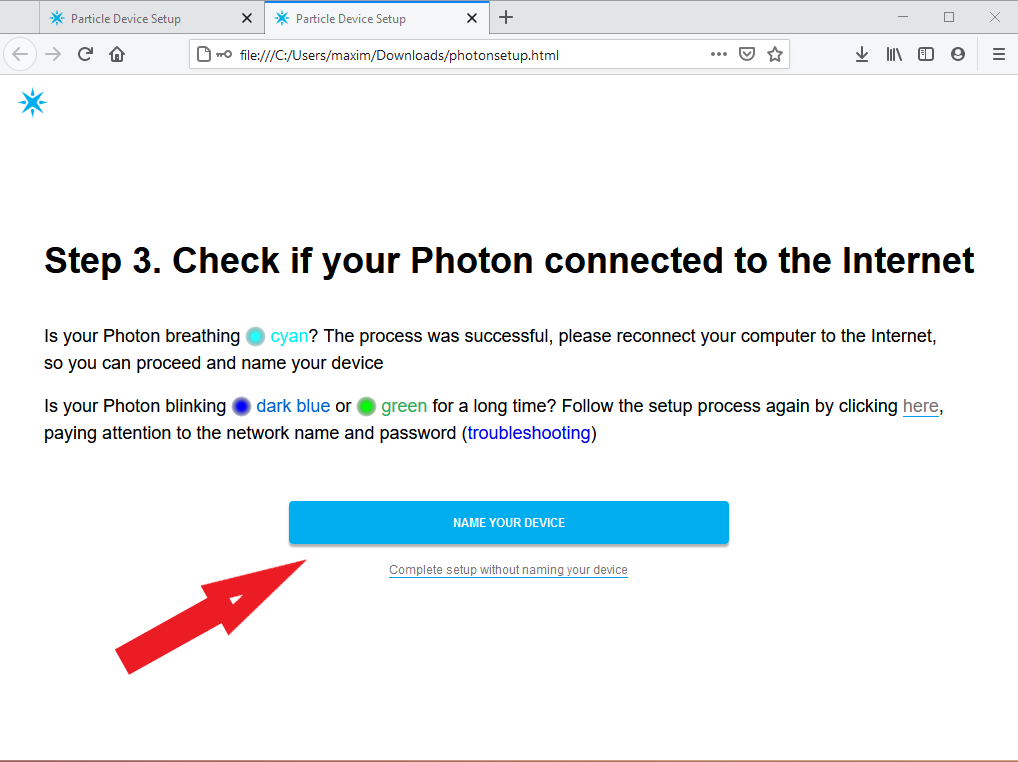 Particle Device Setup
Particle Device Setup
file:///C:/Users/maxim/Downloads/photonsetup.html
Step 3. Check if your Photon connected to the Internet
Is your Photon breathing cyan? The process was successful, please reconnect your computer to the Internet,
so you can proceed and name your device
Is your Photon blinking dark blue or green for a long time? Follow the setup process again by clicking here,
paying attention to the network name and password (troubleshooting)
NAME YOUR DEVICE
Complete setup without naming your device